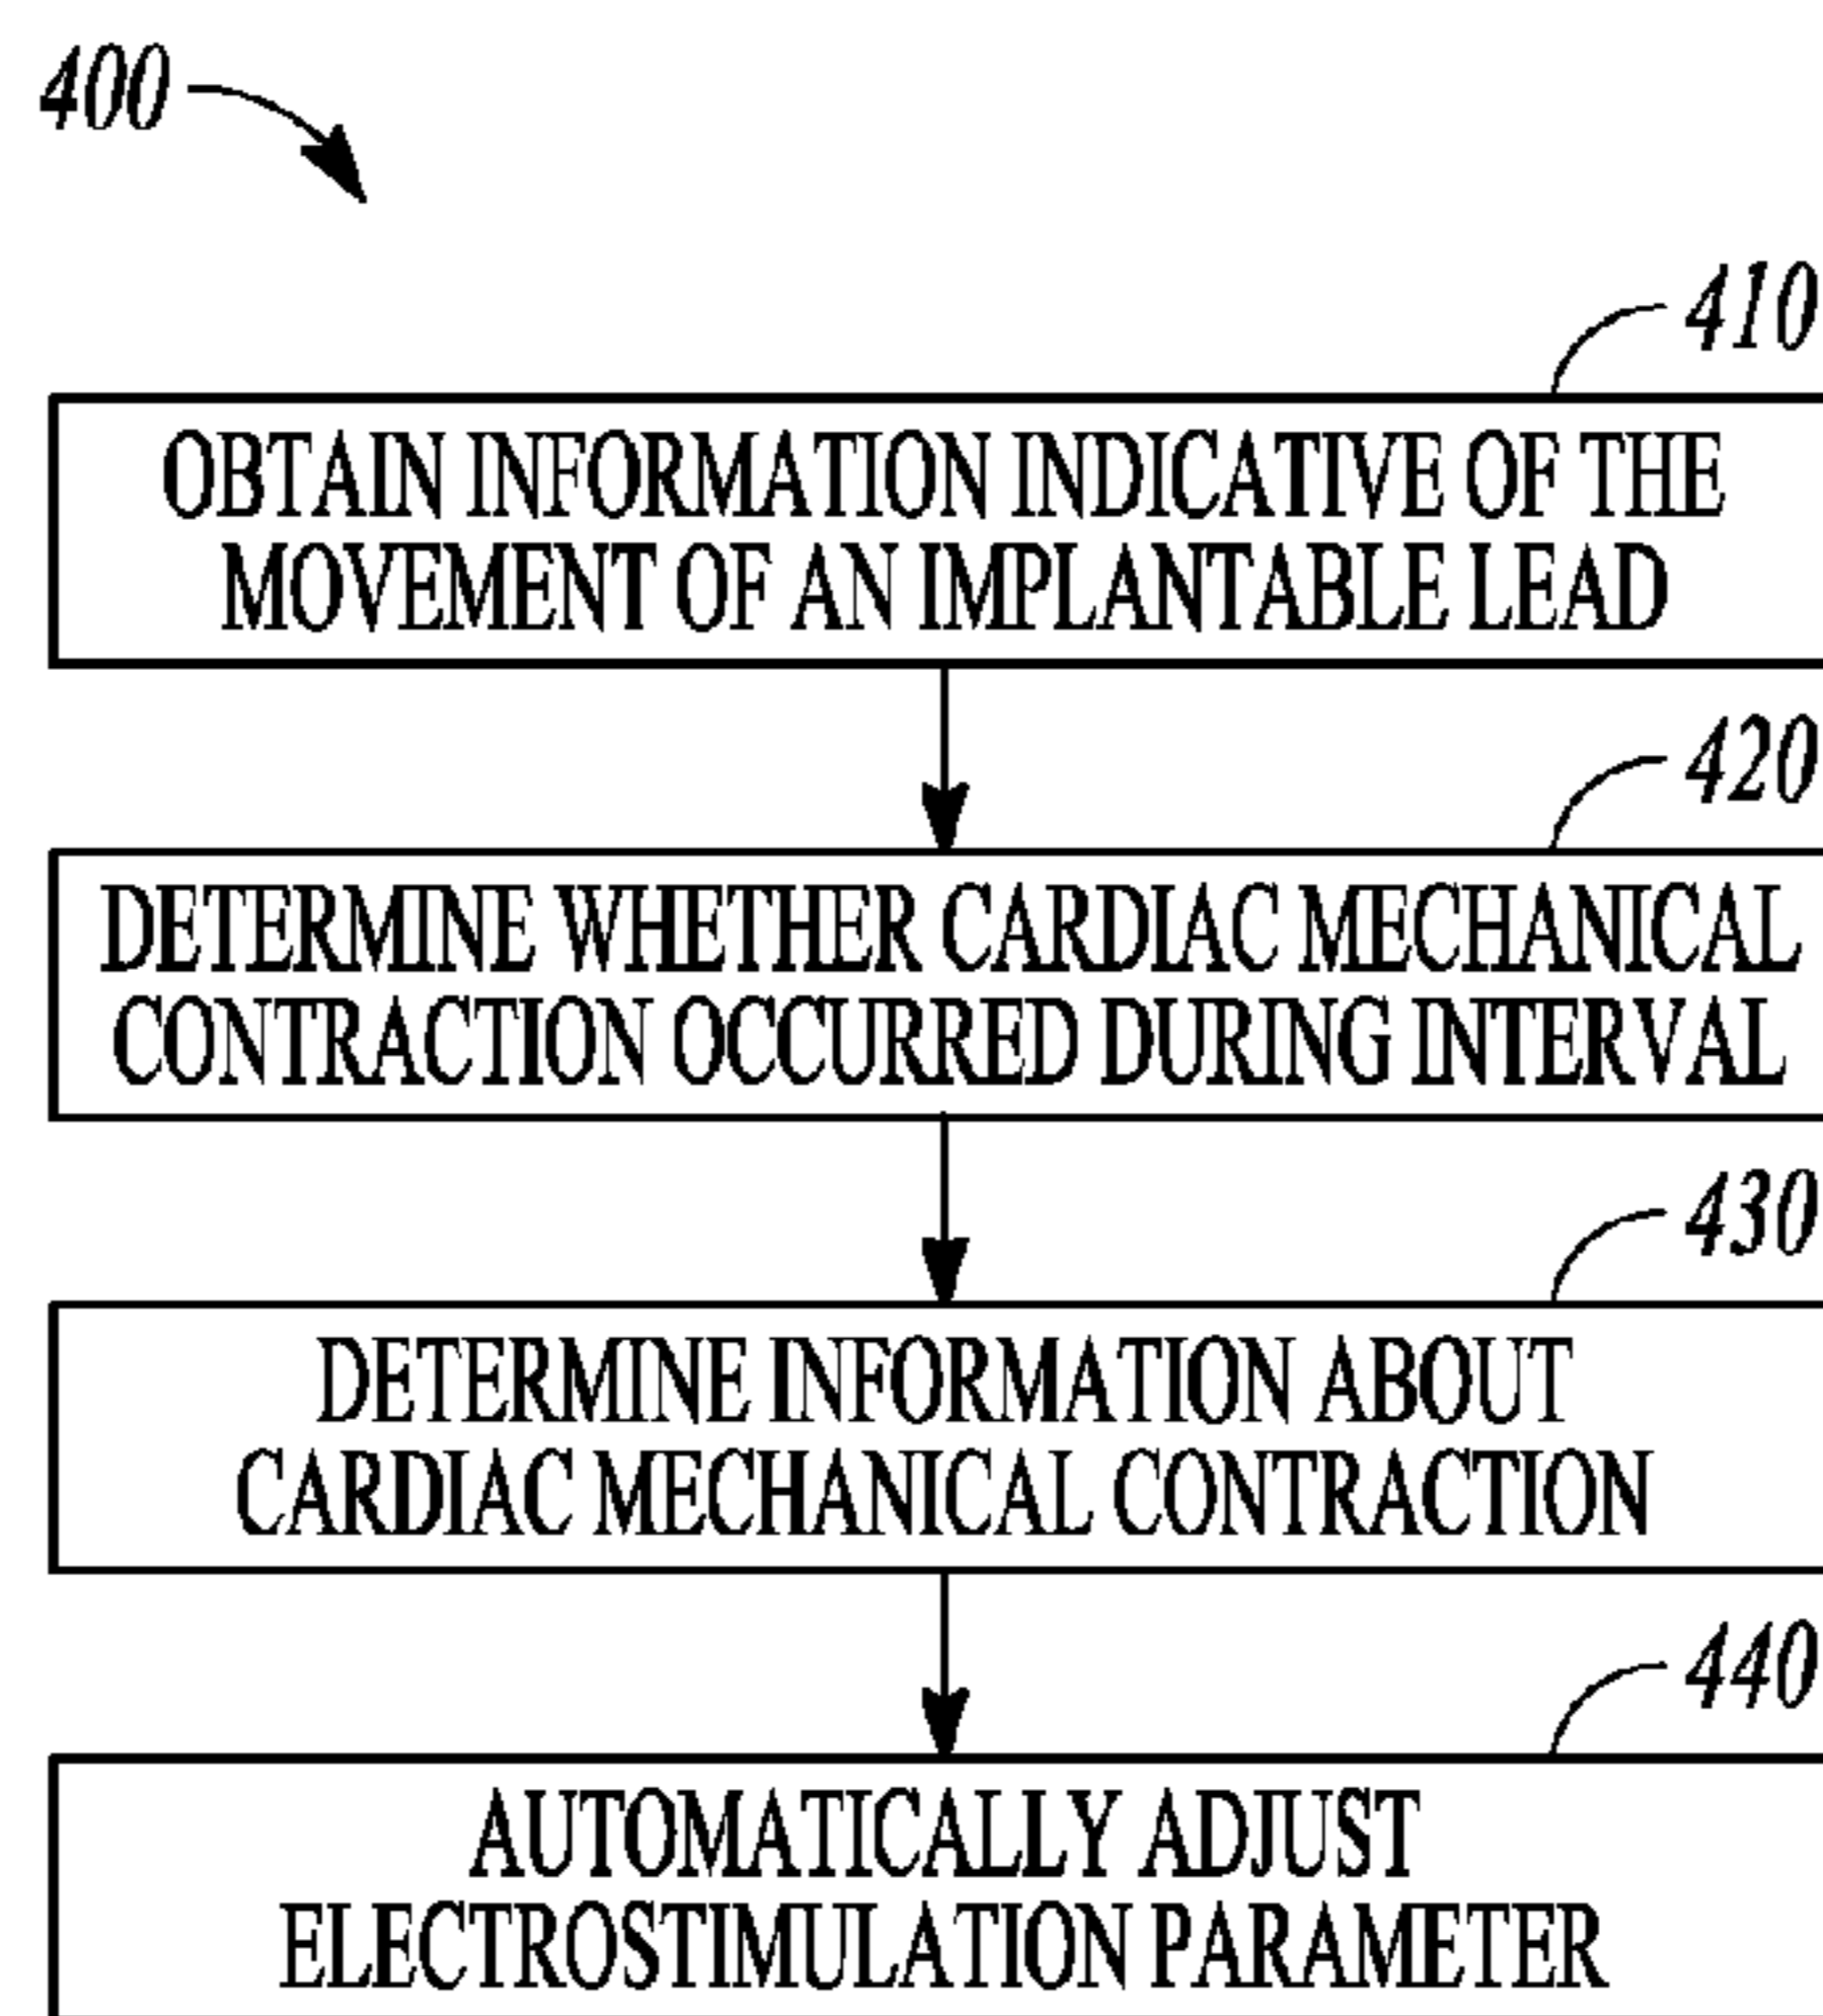 400
410
OBTAIN INFORMATION INDICATIVE OF THE
MOVEMENT OF AN IMPLANTABLE LEAD
420
DETERMINE WHETHER CARDIAC MECHANICAL
CONTRACTION OCCURRED DURING INTERVAL
430
DETERMINE INFORMATION ABOUT
CARDIAC MECHANICAL CONTRACTION
440
AUTOMATICALLY ADJUST
ELECTROSTIMULATION PARAMETER